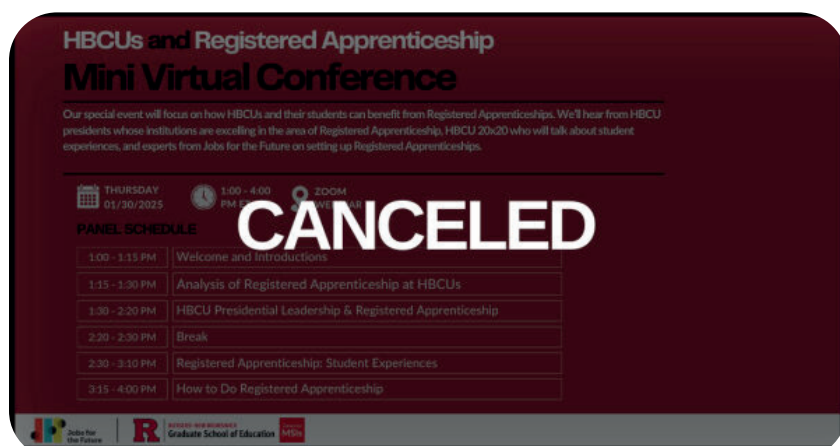 HBCUs and Registered Apprenticeship
Mini Virtual Conference
Our special event will focus on how HBCUs and their students can benefit from Registered Apprenticeships. We'll hear from HBCU
presidents whose institutions are excelling in the area of Registered Apprenticeship, HBCU 20x20 who will talk about student
experiences, and experts from Jobs for the Future on setting up Registered Apprenticeships.
THURSDAY
01/30/2025
1:00 - 4:00
PM
ZOOM
CANCELED
PANEL SCHEDULE
1:00 - 1:15 PM Welcome and Introductions
1:15 - 1:30 PM Analysis of Registered Apprenticeship at HBCUs
1:30 - 2:20 PM HBCU Presidential Leadership & Registered Apprenticeship
2:20 - 2:30 PM Break
2:30 - 3:10 PM Registered Apprenticeship: Student Experiences
3:15 - 4:00 PM How to Do Registered Apprenticeship
Jobs for
the Future
R
RUTGERS-NEW BRUNSWICK
Graduate School of Education
MSIs